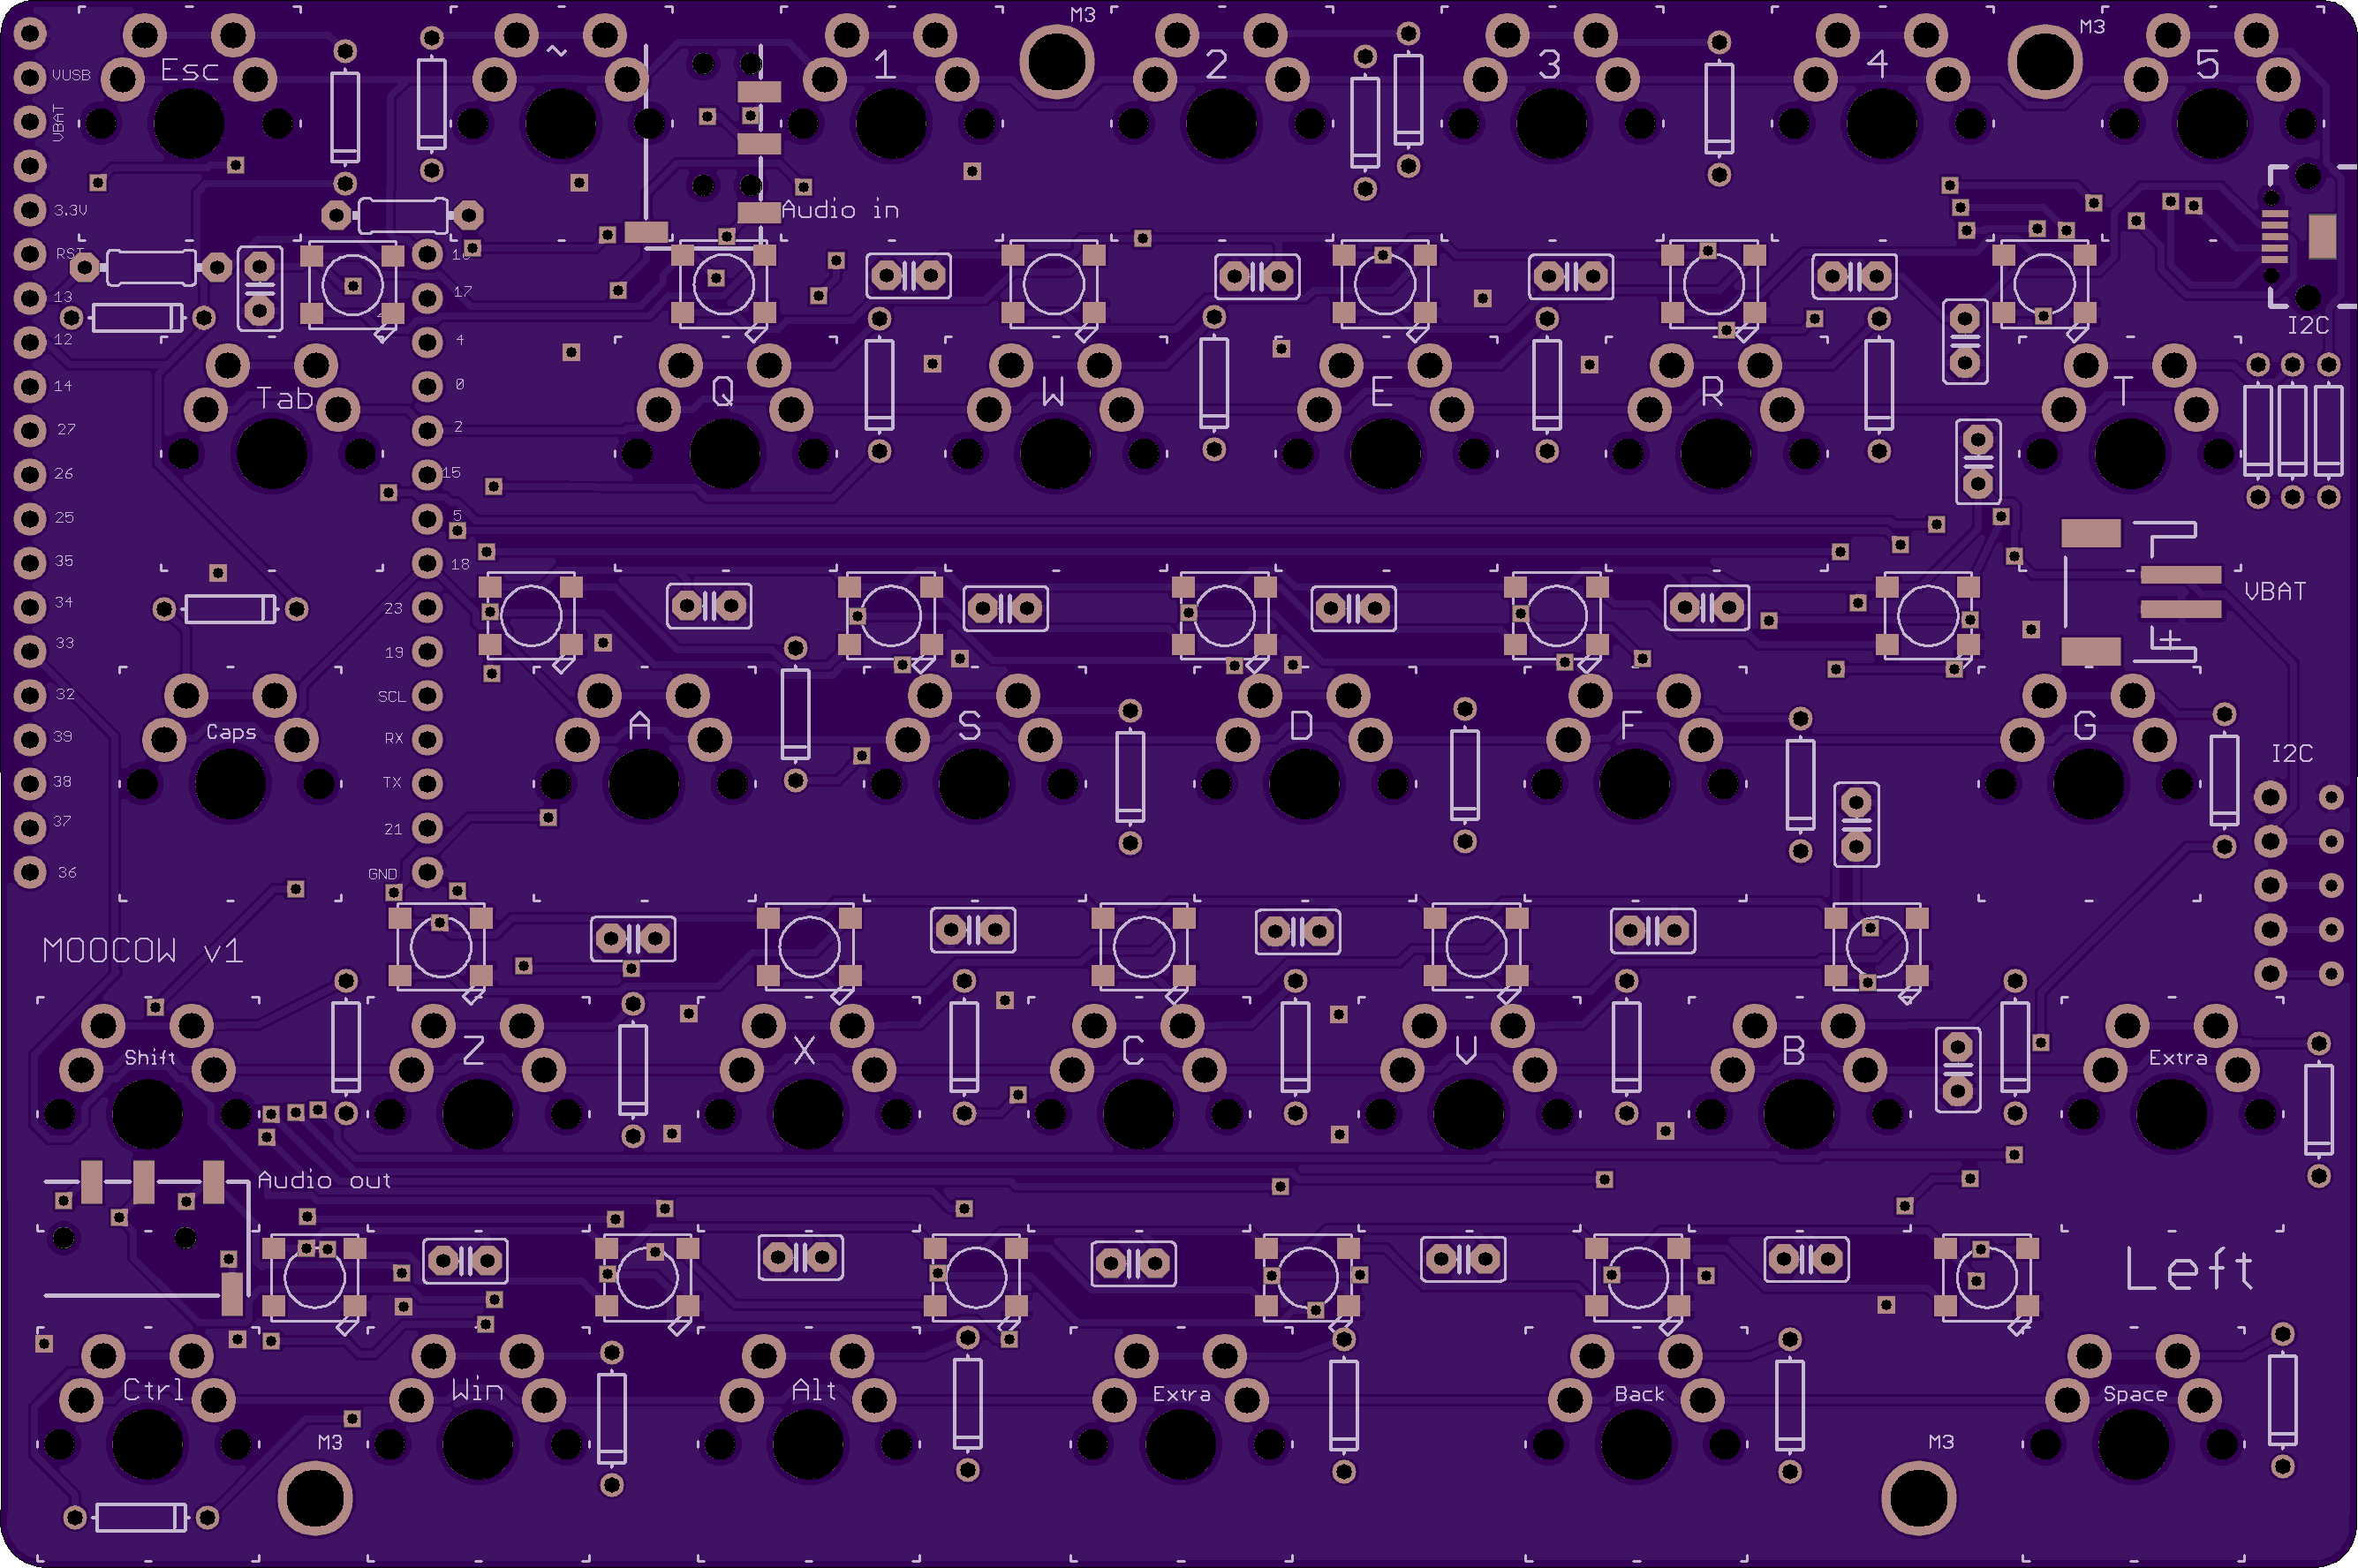 M3
M3
Esc
~
1
2
3
4
5
VUSB
VBAT
3.3V
Audio in
RST
13
17
I2C
12
4
14
0
Tab
Q
W
E
R
T
27
2
26
15
25
5
35
18
VBAT
34
23
33
19
32
SCL
Caps
A
S
D
F
G
39
RX
I2C
38
TX
37
21
36
GND
MOOCOW v1
Shift
Z
X
C
V
B
Extra
Audio out
Left
Ctrl
Win
Alt
Extra
Back
Space
M3
M3